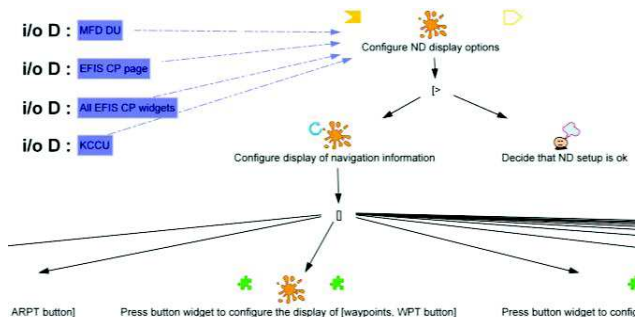 i/o D : MFD DU
i/o D : EFIS CP page
i/o D : All EFIS CP widgets
i/o D : KCCU
Configure ND display options
[>
Configure display of navigation information
Decide that ND setup is ok
[]
ARPT button]
Press button widget to configure the display of [waypoints, WPT button]
Press button widget to config